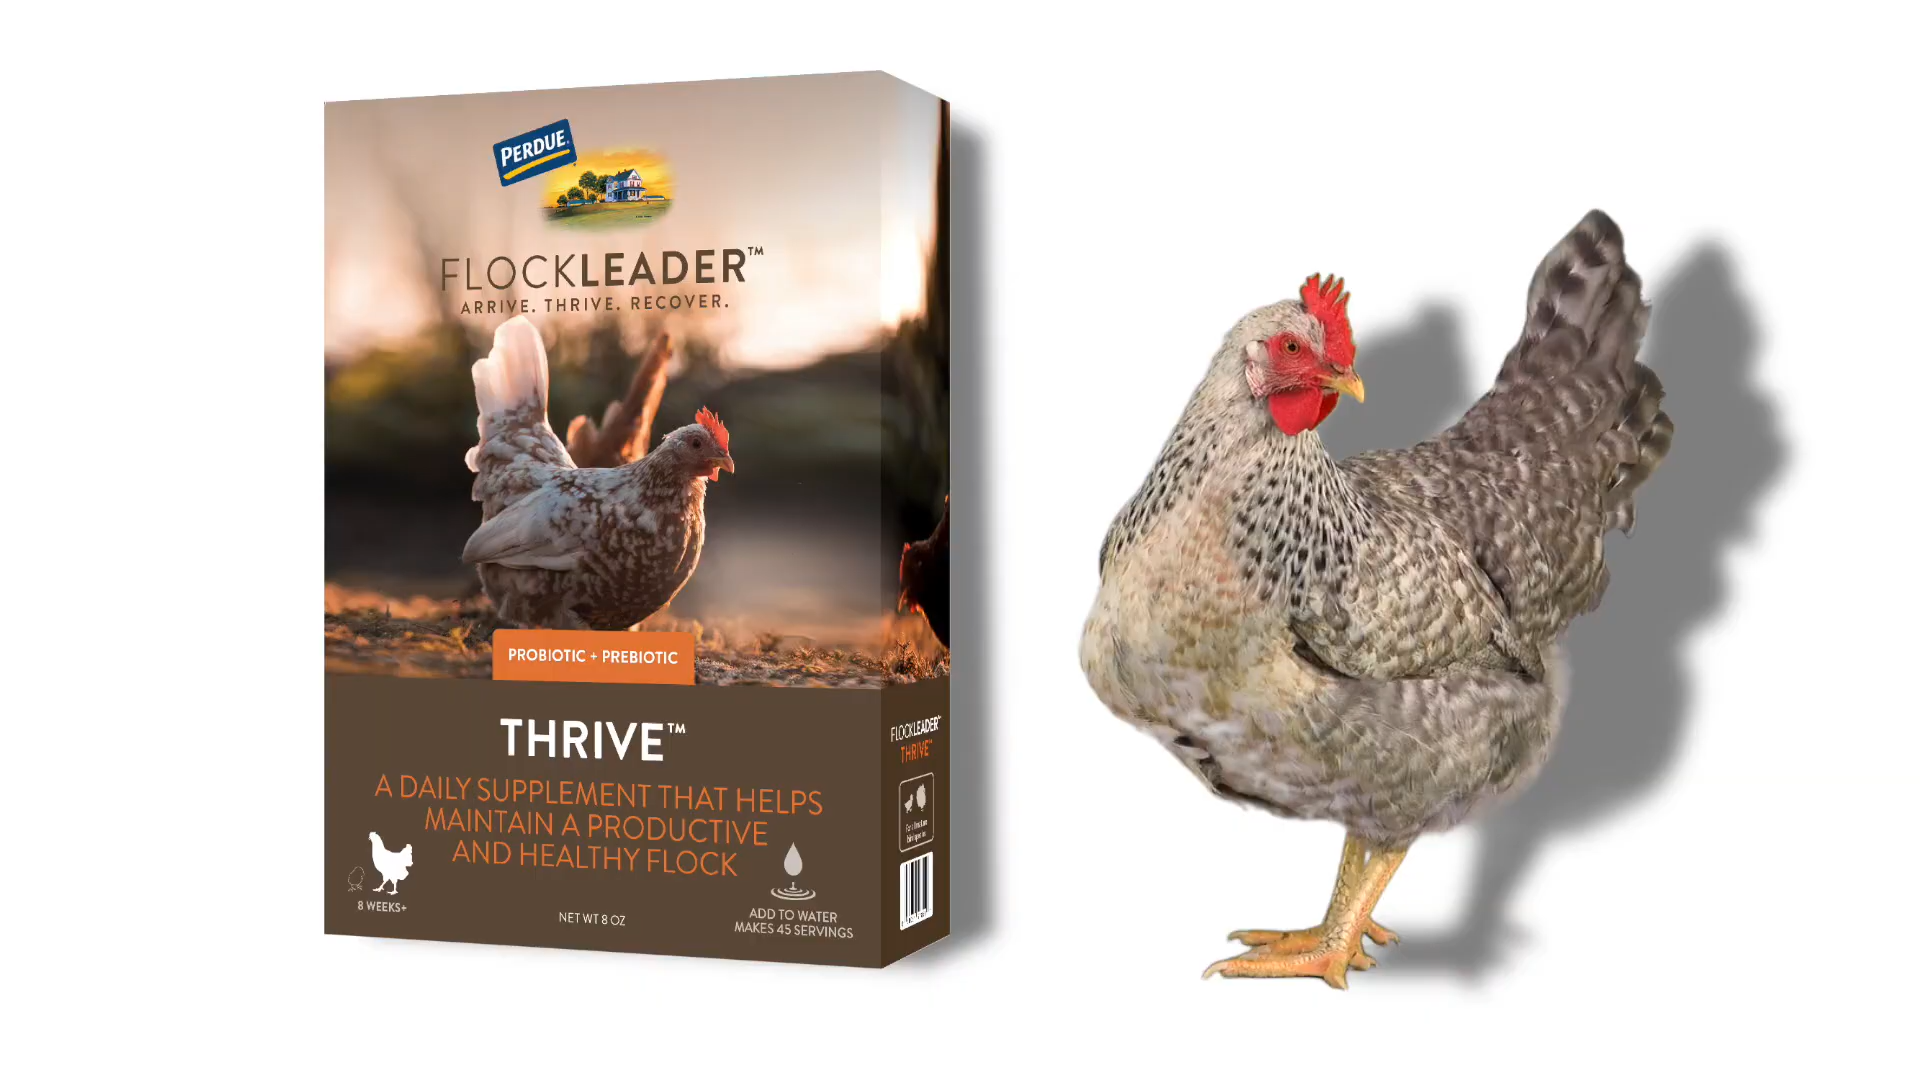 PERDUE
FLOCKLEADER™
ARRIVE. THRIVE. RECOVER.
PROBIOTIC + PREBIOTIC
THRIVE™
A DAILY SUPPLEMENT THAT HELPS
MAINTAIN A PRODUCTIVE
AND HEALTHY FLOCK
8 WEEKS+
NET WT 8 OZ
ADD TO WATER
MAKES 45 SERVINGS
FLOCKLEADER™
THRIVE™